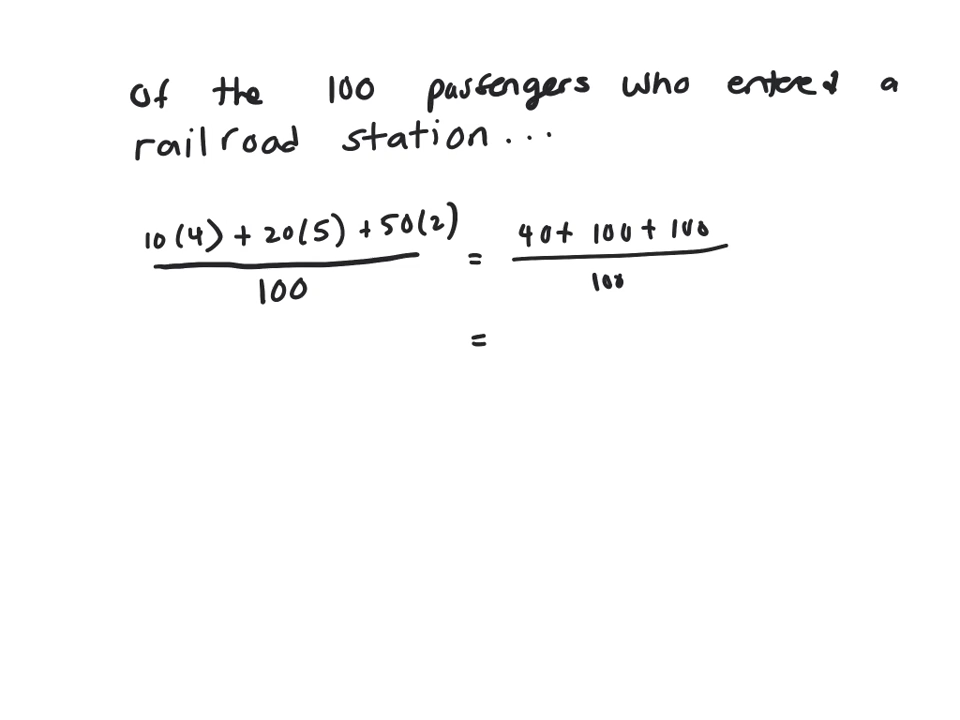 Of the 100 passengers who entered a
railroad station...
10(4) + 20(5) + 50(2) = 40 + 100 + 100
100 100
=